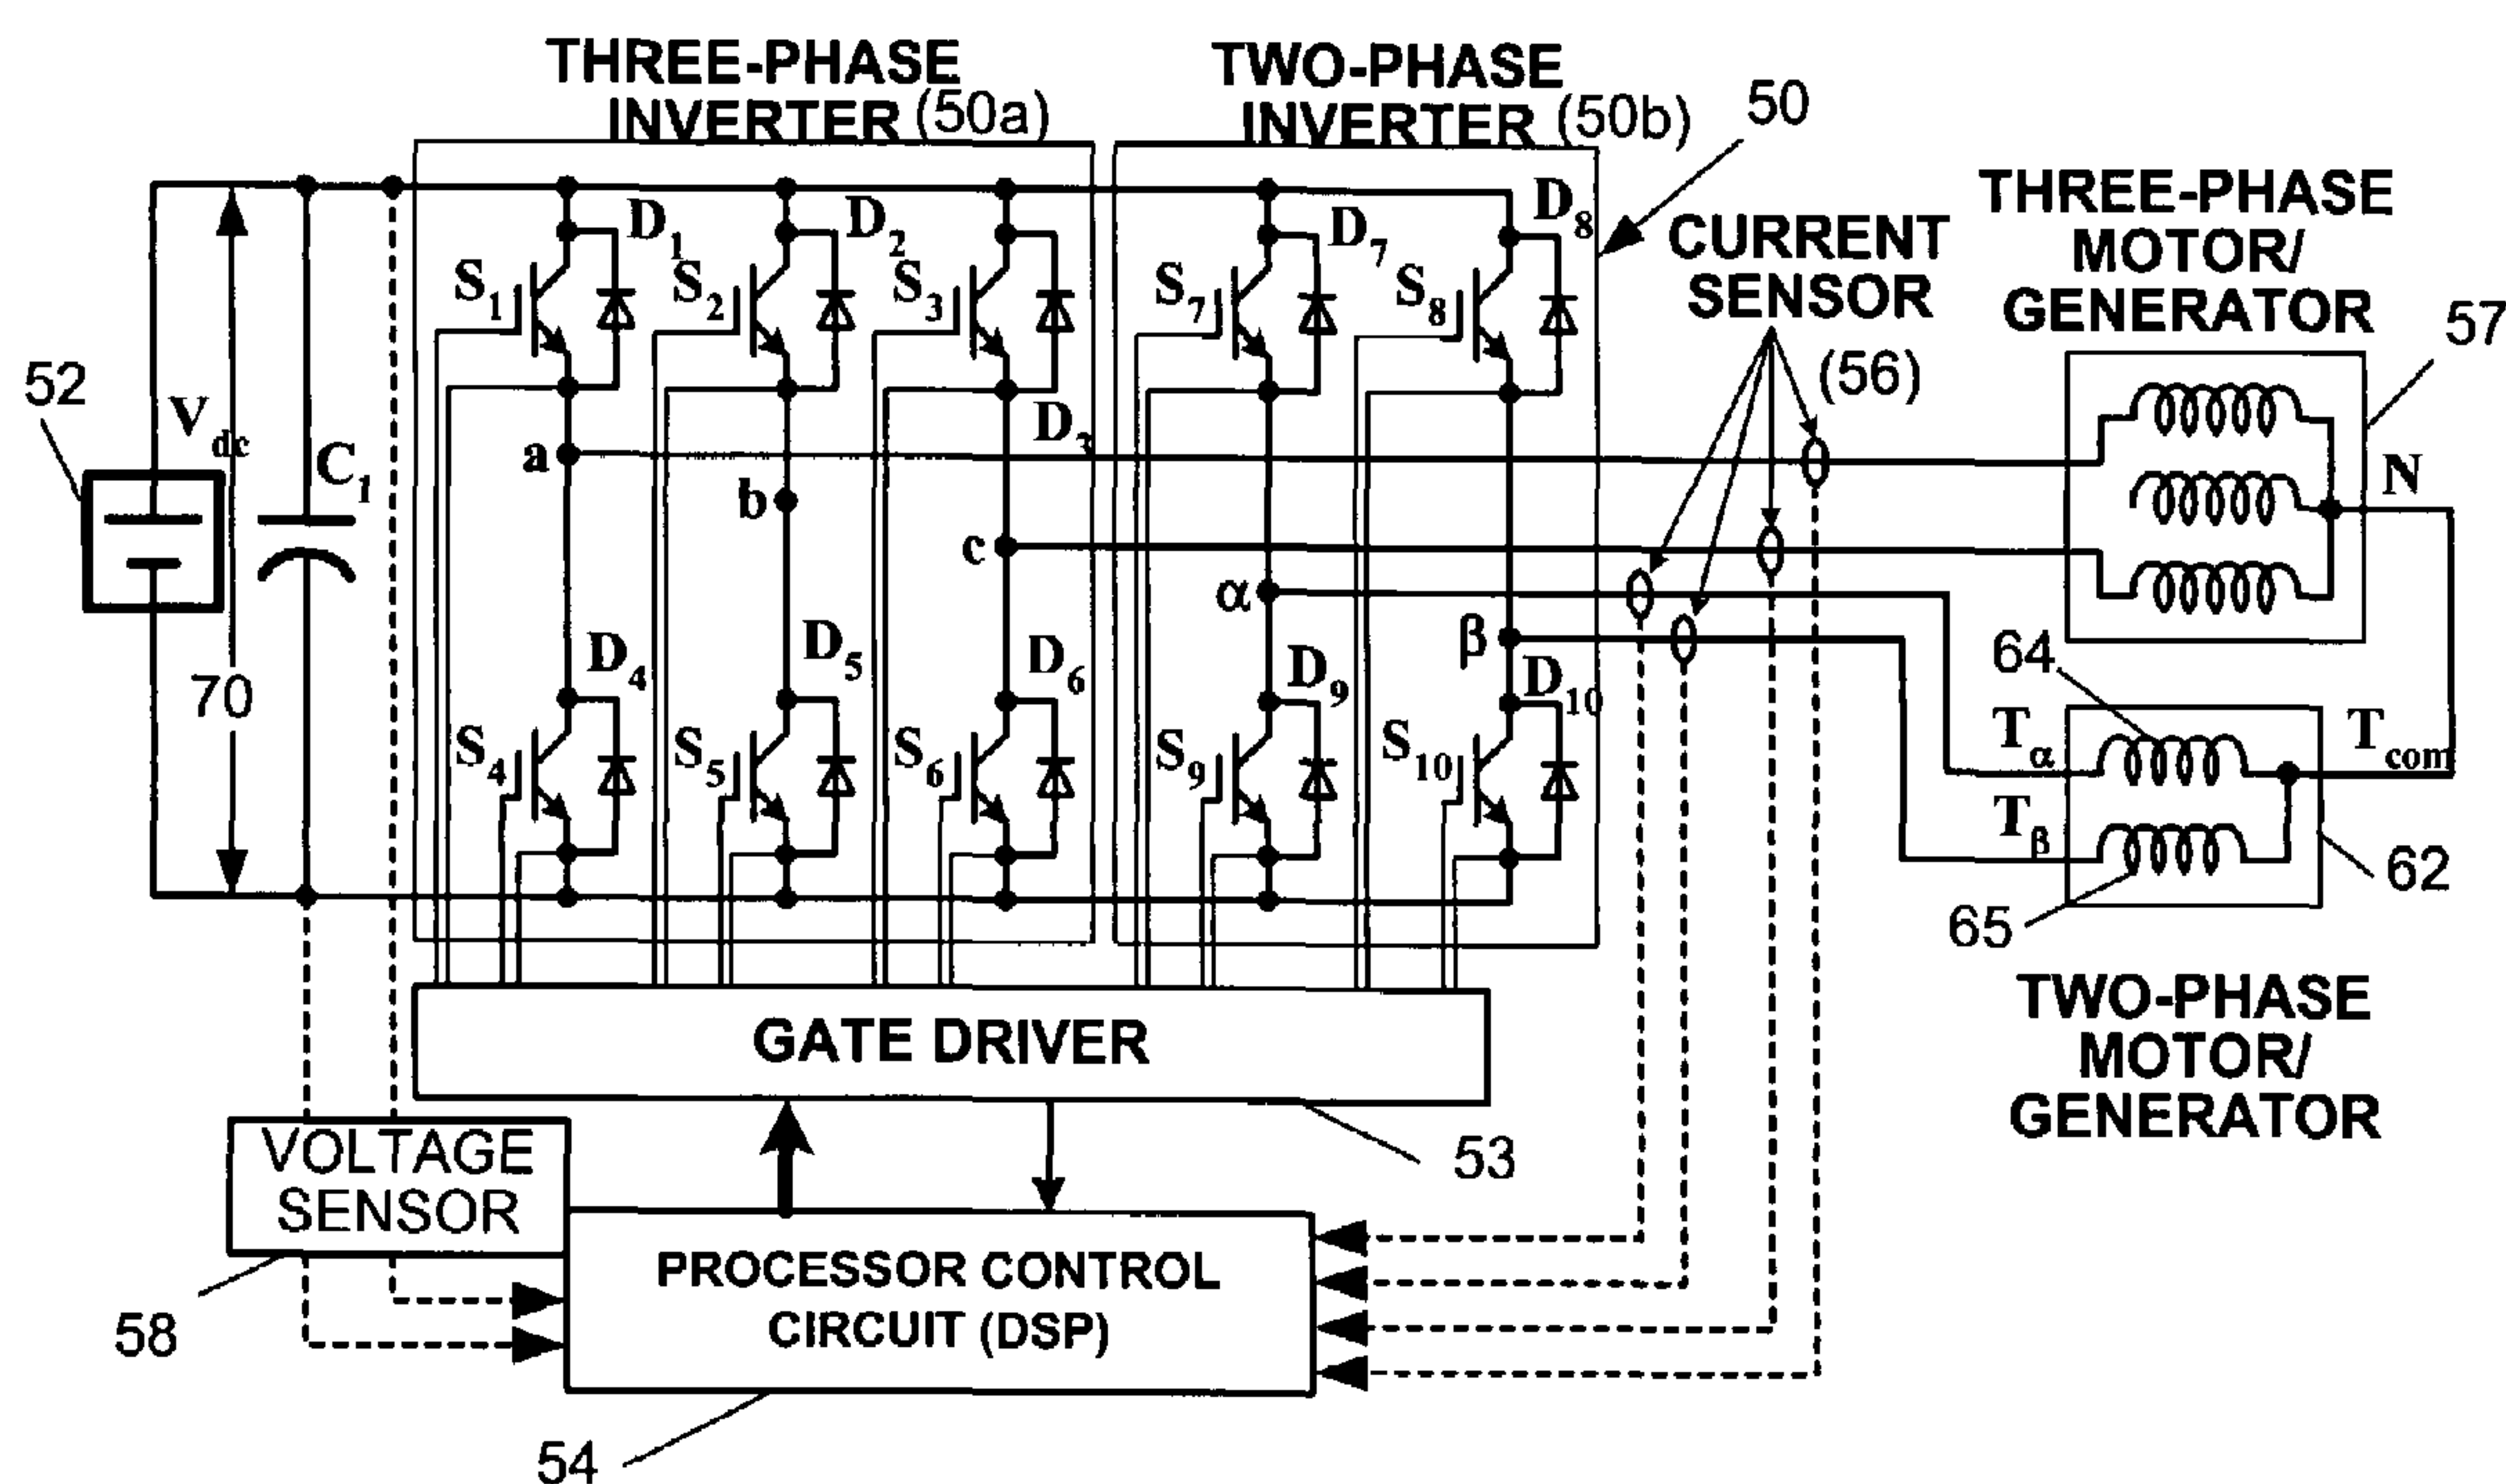 THREE-PHASE
INVERTER (50a)
TWO-PHASE
INVERTER (50b)
50
THREE-PHASE
MOTOR/
GENERATOR
57
CURRENT
SENSOR
(56)
D1
D2
D7
D8
S1
S2
S3
S7
S8
52
Vdc
C1
D3
a
b
c
α
β
N
70
D4
D5
D6
D9
D10
64
S4
S5
S6
S9
S10
Tα
Tcom
Tβ
62
65
TWO-PHASE
MOTOR/
GENERATOR
GATE DRIVER
53
VOLTAGE
SENSOR
58
PROCESSOR CONTROL
CIRCUIT (DSP)
54